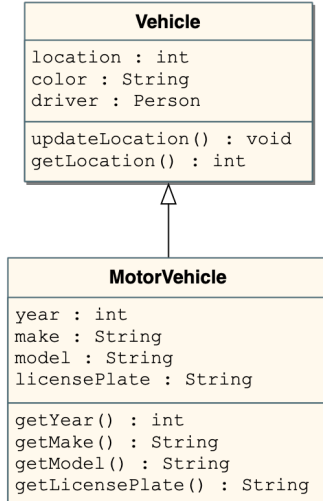 Vehicle
location : int
color : String
driver : Person
updateLocation() : void
getLocation() : int
MotorVehicle
year : int
make : String
model : String
licensePlate : String
getYear() : int
getMake() : String
getModel() : String
getLicensePlate() : String